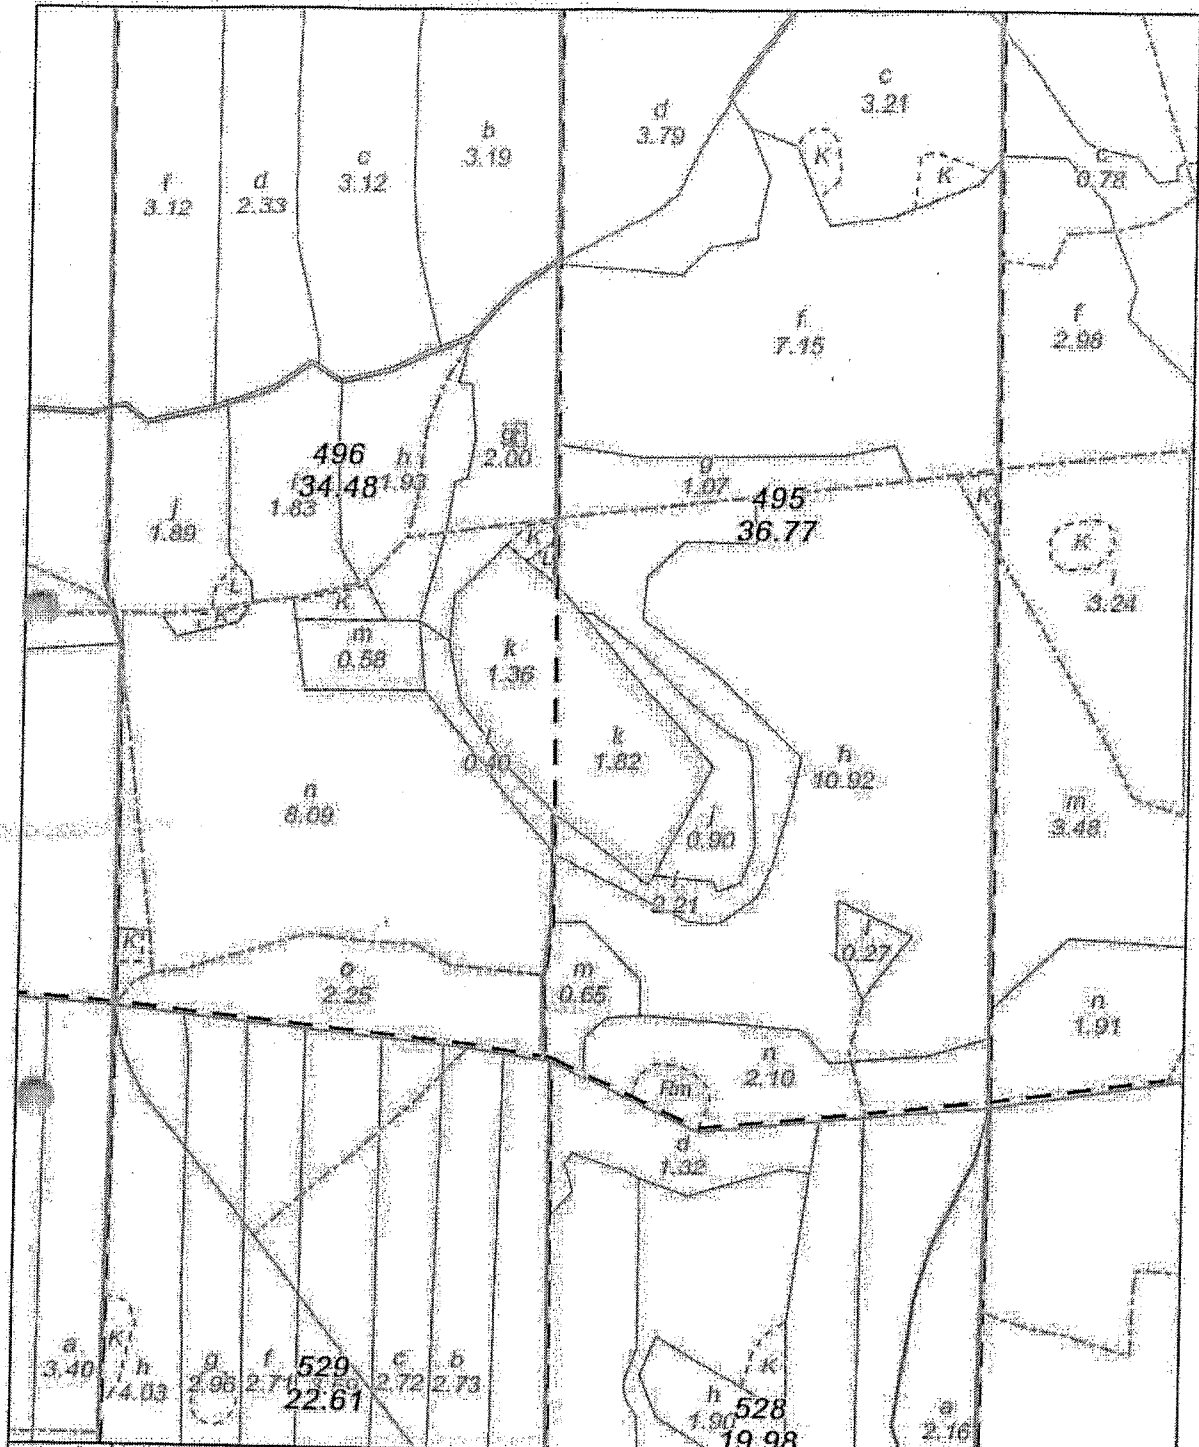 c
3.21
d
3.79
b
3.19
c
3.12
K
K
c
0.78
f
3.12
d
2.33
f
7.15
f
2.98
496
34.48
h
1.93
g
2.00
g
1.07
495
36.77
K
1.83
j
1.89
K
L
K
i
3.24
L
K
K
m
0.58
k
1.36
l
0.40
k
1.82
h
10.92
n
8.09
j
0.90
m
3.48
i
2.21
K
l
0.27
o
2.25
m
0.65
n
1.91
n
2.10
Bm
d
1.32
K
a
3.40
h
4.03
g
2.96
f
2.71
529
22.61
c
2.72
b
2.73
K
h
1.90
528
19.98
a
2.16